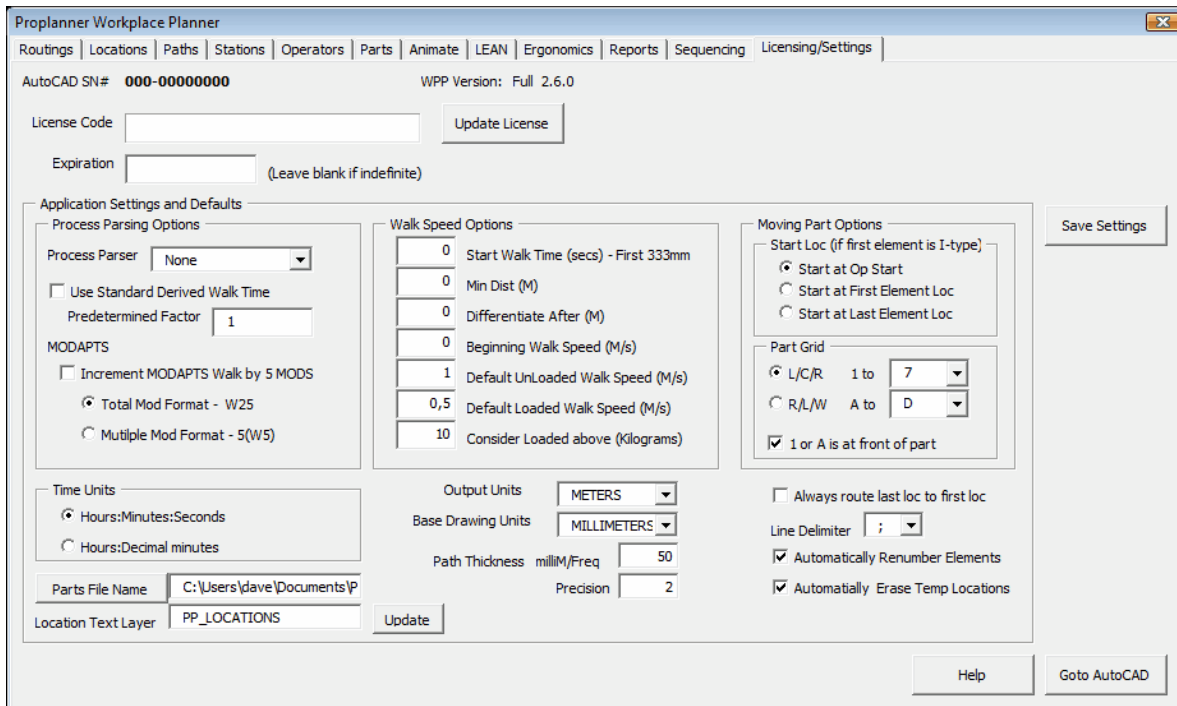 Proplanner Workplace Planner
Routings Locations Paths Stations Operators Parts Animate LEAN Ergonomics Reports Sequencing Licensing/Settings
AutoCAD SN# 000-00000000 WPP Version: Full 2.6.0
License Code Update License
Expiration (Leave blank if indefinite)
Application Settings and Defaults
Process Parsing Options
Process Parser None
Use Standard Derived Walk Time
Predetermined Factor 1
MODAPTS
Increment MODAPTS Walk by 5 MODS
Total Mod Format - W25
Mutilple Mod Format - 5(W5)
Walk Speed Options
0 Start Walk Time (secs) - First 333mm
0 Min Dist (M)
0 Differentiate After (M)
0 Beginning Walk Speed (M/s)
1 Default UnLoaded Walk Speed (M/s)
0,5 Default Loaded Walk Speed (M/s)
10 Consider Loaded above (Kilograms)
Moving Part Options
Start Loc (if first element is I-type)
Start at Op Start
Start at First Element Loc
Start at Last Element Loc
Part Grid
L/C/R 1 to 7
R/L/W A to D
1 or A is at front of part
Save Settings
Time Units
Hours:Minutes:Seconds
Hours:Decimal minutes
Parts File Name C:\Users\dave\Documents\P
Location Text Layer PP_LOCATIONS Update
Output Units METERS
Base Drawing Units MILLIMETERS
Path Thickness milliM/Freq 50
Precision 2
Always route last loc to first loc
Line Delimiter ;
Automatically Renumber Elements
Automatially Erase Temp Locations
Help Goto AutoCAD